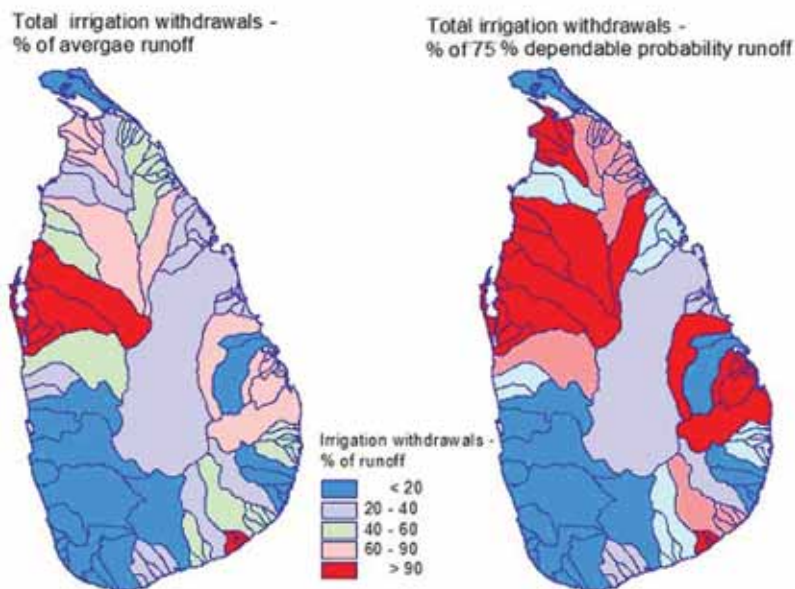 Total irrigation withdrawals -
% of avergae runoff
Total irrigation withdrawals -
% of 75 % dependable probability runoff
Irrigation withdrawals -
% of runoff
< 20
20 - 40
40 - 60
60 - 90
> 90